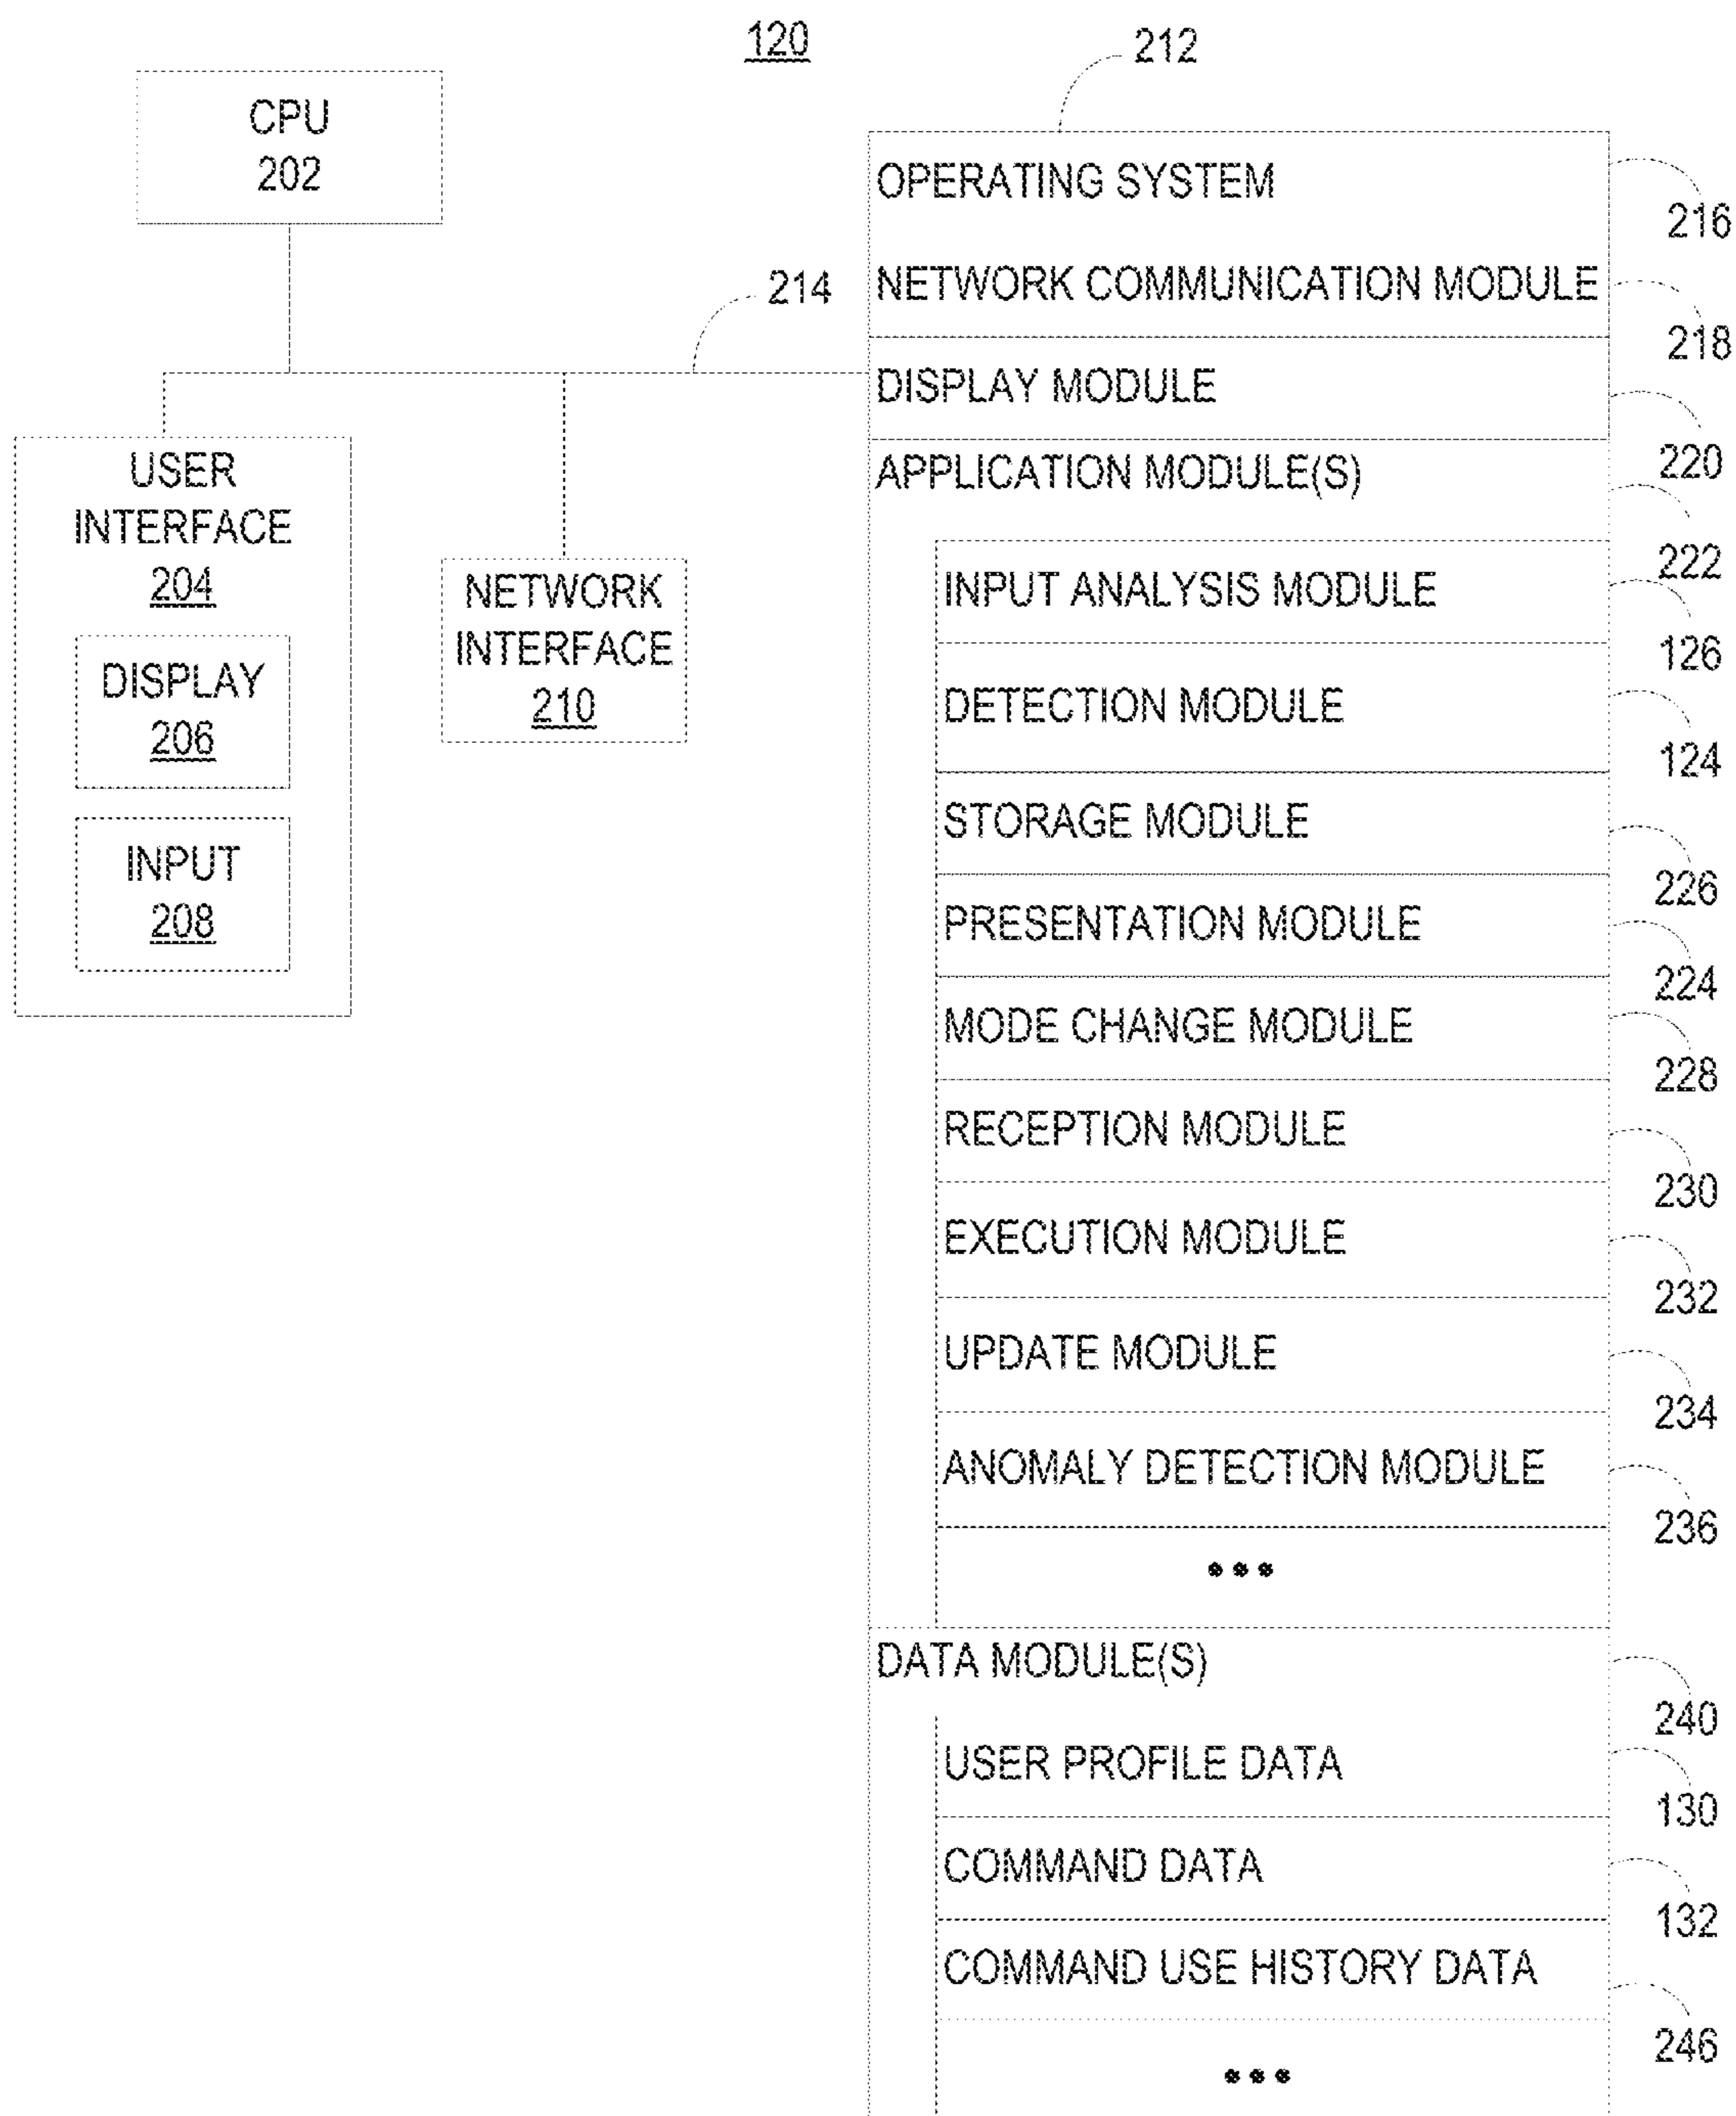 120
212
CPU
202
214
USER
INTERFACE
204
DISPLAY
206
INPUT
208
NETWORK
INTERFACE
210
OPERATING SYSTEM
216
NETWORK COMMUNICATION MODULE
218
DISPLAY MODULE
220
APPLICATION MODULE(S)
222
INPUT ANALYSIS MODULE
126
DETECTION MODULE
124
STORAGE MODULE
226
PRESENTATION MODULE
224
MODE CHANGE MODULE
228
RECEPTION MODULE
230
EXECUTION MODULE
232
UPDATE MODULE
234
ANOMALY DETECTION MODULE
236
•••
DATA MODULE(S)
240
USER PROFILE DATA
130
COMMAND DATA
132
COMMAND USE HISTORY DATA
246
•••